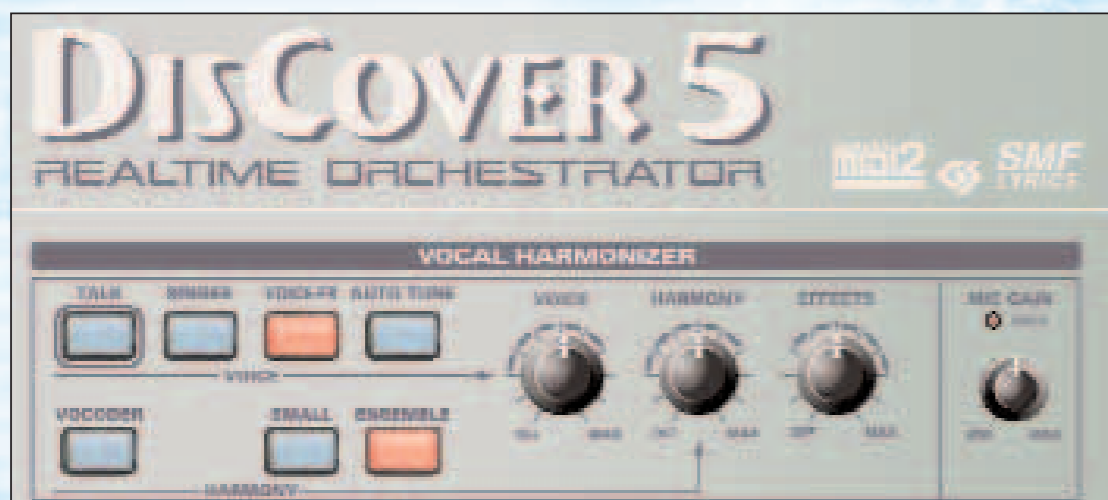 DISCOVER 5
REALTIME ORCHESTRATOR
midi2 SMF
LYRICS
VOCAL HARMONIZER
TALK SINGER VOICE-FX AUTO TUNE VOICE HARMONY EFFECTS MIC GAIN
VOICE
VOCODER SMALL ENSEMBLE
MAX MAX MAX
HARMONY